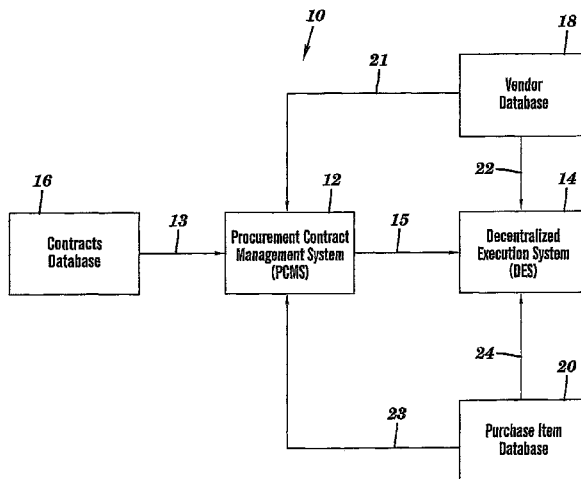 10
18
21
Vendor
Database
16
12
22
14
13
15
Contracts
Database
Procurement Contract
Management System
(PCMS)
Decentralized
Execution System
(DES)
24
20
23
Purchase Item
Database